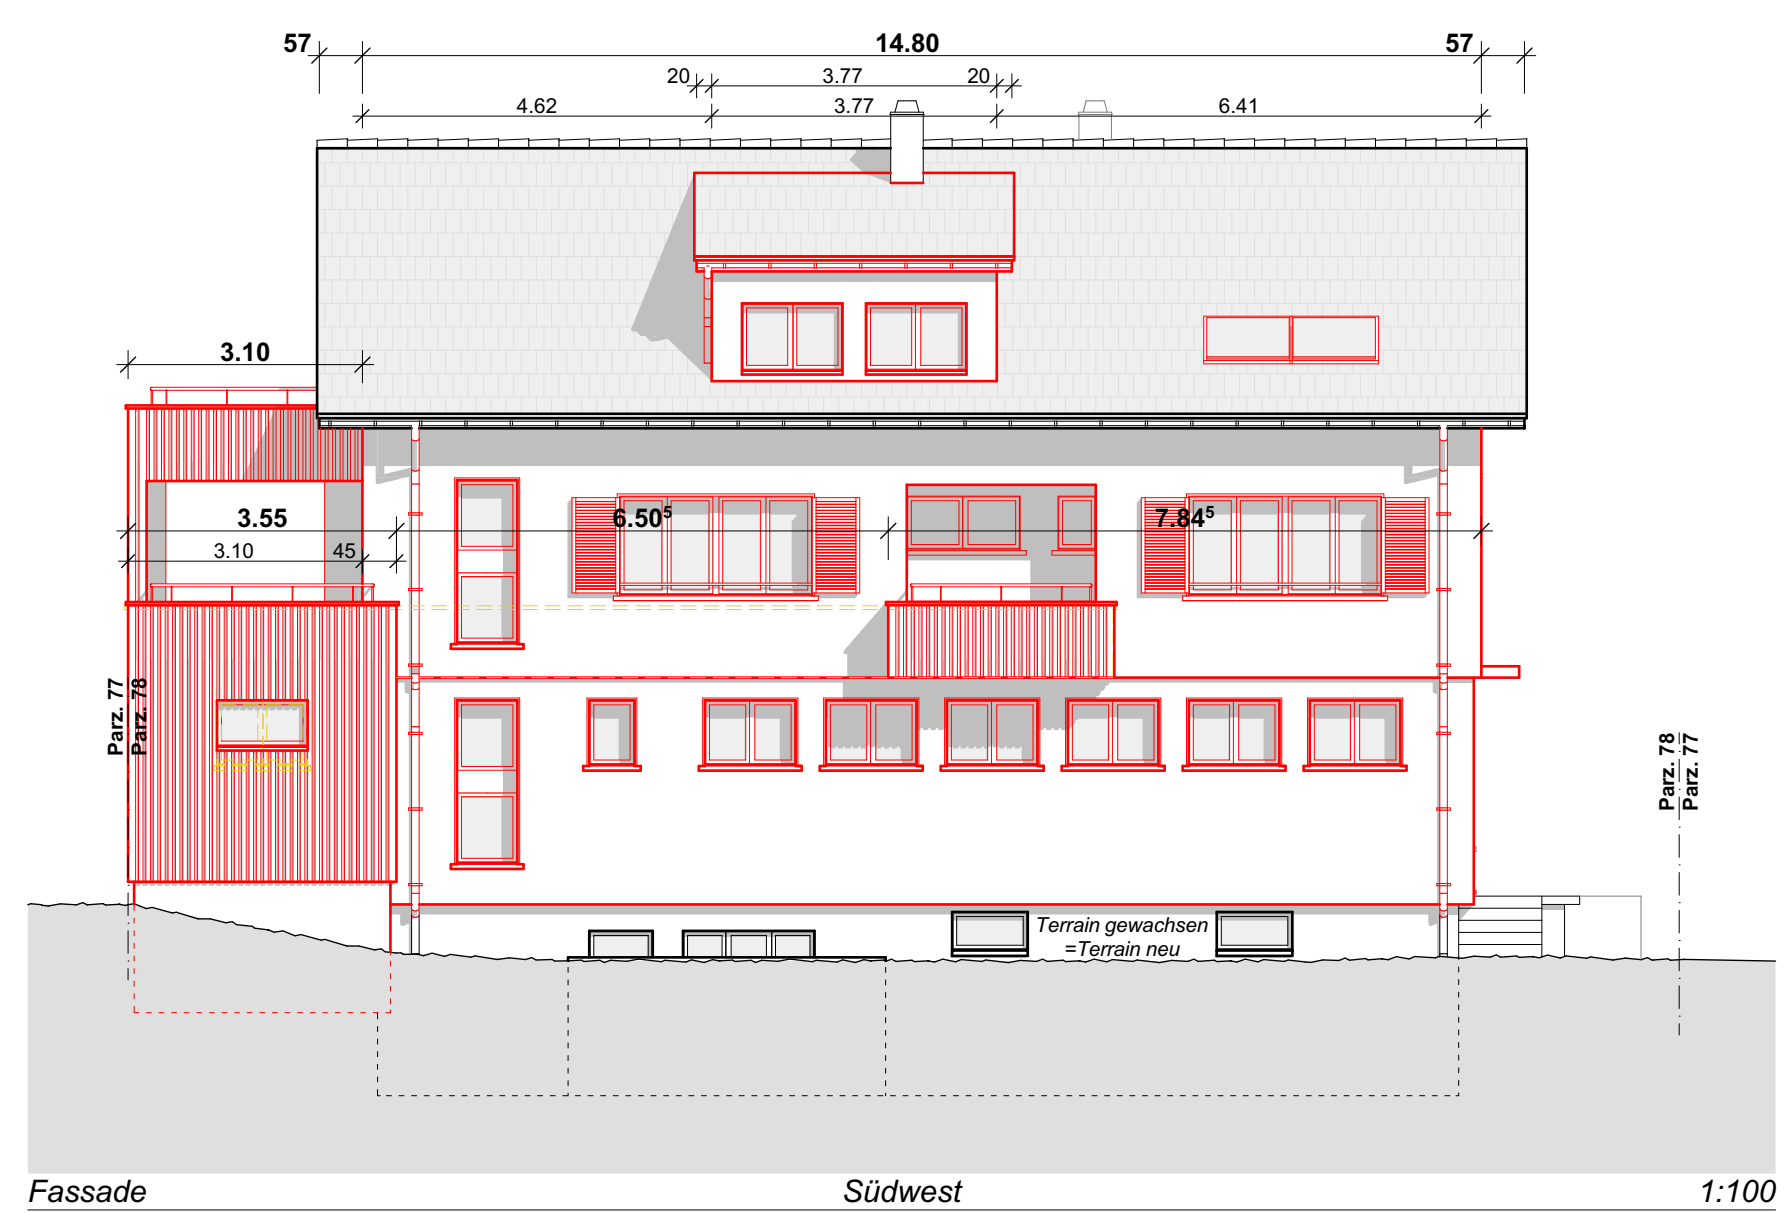 57 14.80 57
20 3.77 20
4.62 3.77 6.41
3.10
3.55 6.50⁵ 7.84⁵
3.10 45
Parz. 77
Parz. 78
Parz. 78
Parz. 77
Terrain gewachsen
=Terrain neu
Fassade Südwest 1:100